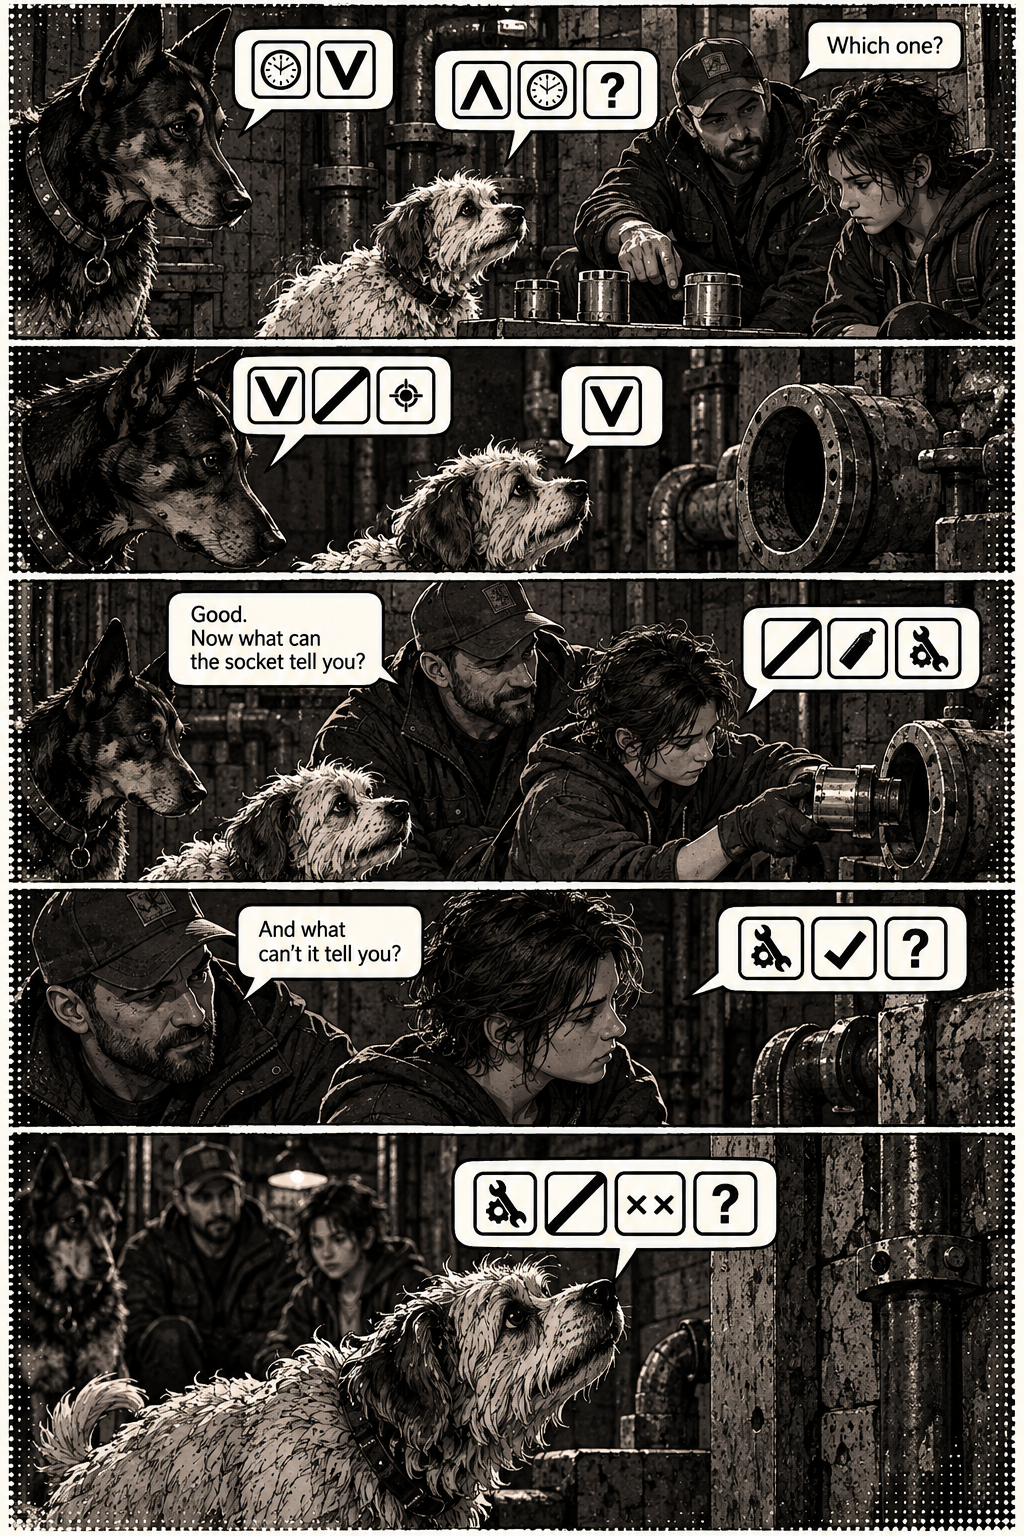 V
Λ ?
Which one?
V
V
Good.
Now what can
the socket tell you?
And what
can't it tell you?
✓ ?
×× ?